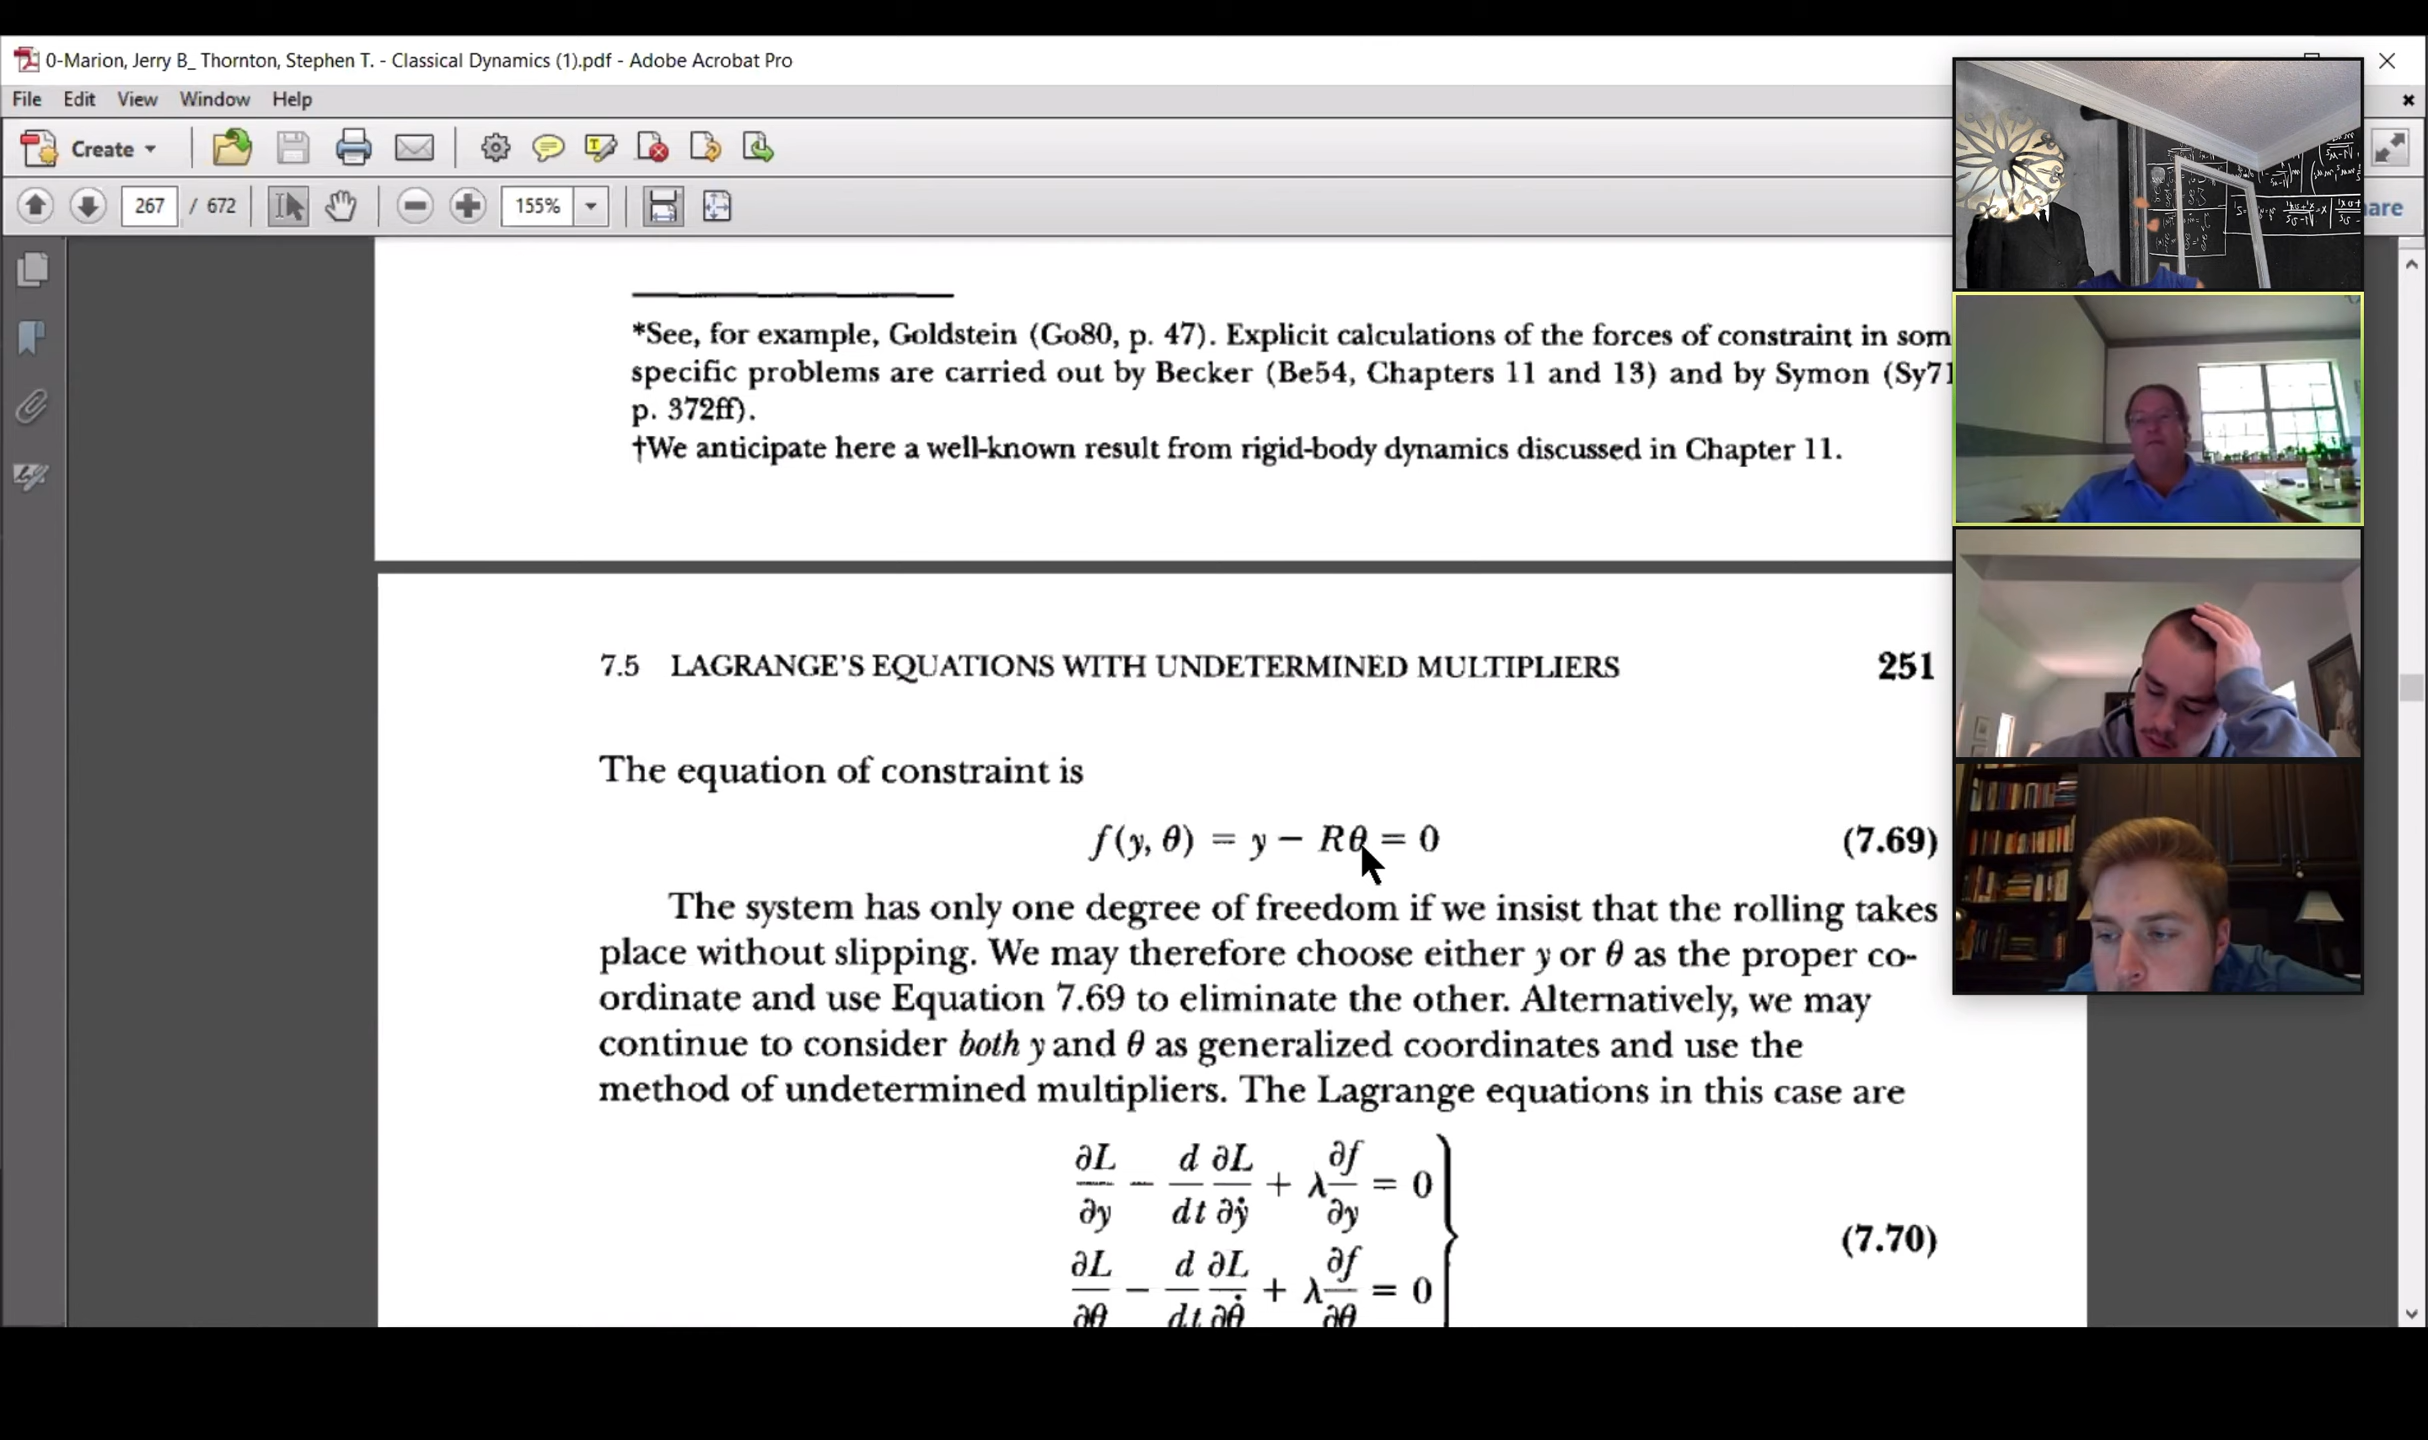 0-Marion, Jerry B_ Thornton, Stephen T. - Classical Dynamics (1).pdf - Adobe Acrobat Pro
File Edit View Window Help
Create
267 / 672 155%
are
*See, for example, Goldstein (Go80, p. 47). Explicit calculations of the forces of constraint in som
specific problems are carried out by Becker (Be54, Chapters 11 and 13) and by Symon (Sy71
p. 372ff).
†We anticipate here a well-known result from rigid-body dynamics discussed in Chapter 11.
7.5 LAGRANGE'S EQUATIONS WITH UNDETERMINED MULTIPLIERS 251
The equation of constraint is
f(y, θ) = y − Rθ = 0 (7.69)
The system has only one degree of freedom if we insist that the rolling takes
place without slipping. We may therefore choose either y or θ as the proper co-
ordinate and use Equation 7.69 to eliminate the other. Alternatively, we may
continue to consider both y and θ as generalized coordinates and use the
method of undetermined multipliers. The Lagrange equations in this case are
∂L/∂y − d/dt ∂L/∂ẏ + λ ∂f/∂y = 0
(7.70)
∂L/∂θ − d/dt ∂L/∂θ̇ + λ ∂f/∂θ = 0